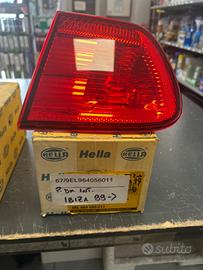 HELLA
Hella
HELLA
67/9EL964056011
P. DX INT.
IBIZA 99->
subito